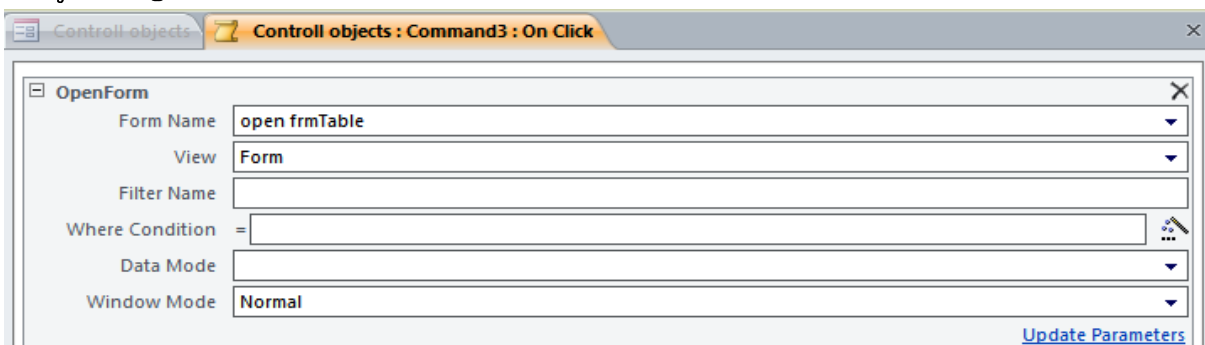 Controll objects Controll objects : Command3 : On Click
OpenForm
Form Name open frmTable
View Form
Filter Name
Where Condition =
Data Mode
Window Mode Normal
Update Parameters